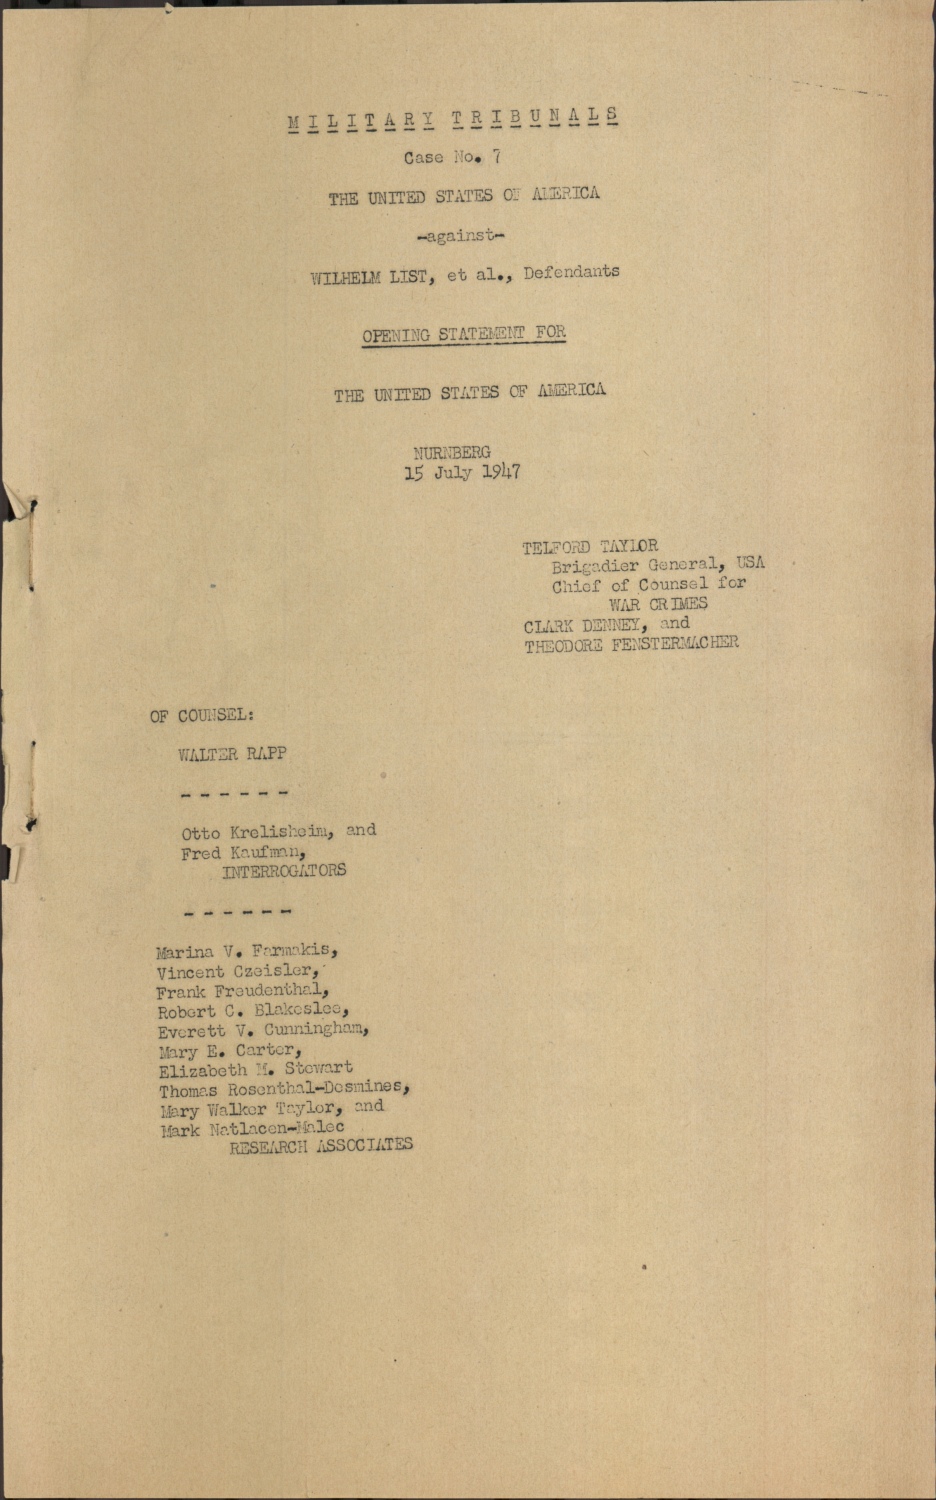 MILITARY TRIBUNALS
Case No. 7
THE UNITED STATES OF AMERICA
-against-
WILHELM LIST, et al., Defendants
OPENING STATEMENT FOR
THE UNITED STATES OF AMERICA
NURNBERG
15 July 1947
TELFORD TAYLOR
Brigadier General, USA
Chief of Counsel for
WAR CRIMES
CLARK DENNEY, and
THEODORE FENSTERMACHER
OF COUNSEL:
WALTER RAPP
- - - - - -
Otto Krelisheim, and
Fred Kaufman,
INTERROGATORS
- - - - - -
Marina V. Farmakis,
Vincent Czeisler,
Frank Freudenthal,
Robert C. Blakeslee,
Everett V. Cunningham,
Mary E. Carter,
Elizabeth M. Stewart
Thomas Rosenthal-Desmines,
Mary Walker Taylor, and
Mark Natlacen-Malec
RESEARCH ASSOCIATES